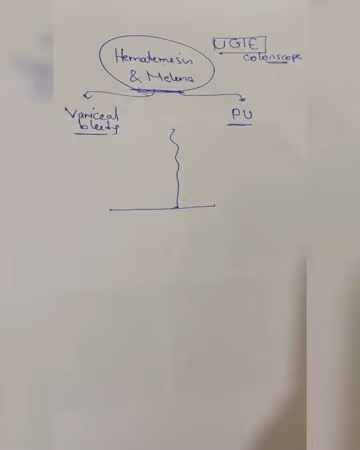 Hematemesis
& Melena
UGIE
colonscope
Variceal
bleeds
PU